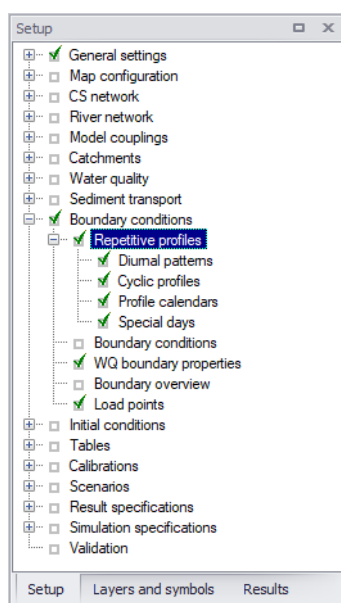 Setup
General settings
Map configuration
CS network
River network
Model couplings
Catchments
Water quality
Sediment transport
Boundary conditions
Repetitive profiles
Diurnal patterns
Cyclic profiles
Profile calendars
Special days
Boundary conditions
WQ boundary properties
Boundary overview
Load points
Initial conditions
Tables
Calibrations
Scenarios
Result specifications
Simulation specifications
Validation
Setup Layers and symbols Results